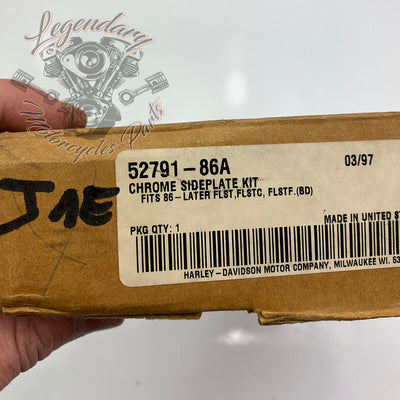 Legendary
Motorcycles Parts
52791-86A
03/97
CHROME SIDEPLATE KIT
FITS 86-LATER FLST,FLSTC, FLSTF.(BD)
J1E
PKG QTY: 1
MADE IN UNITED S
HARLEY-DAVIDSON MOTOR COMPANY, MILWAUKEE WI. 53